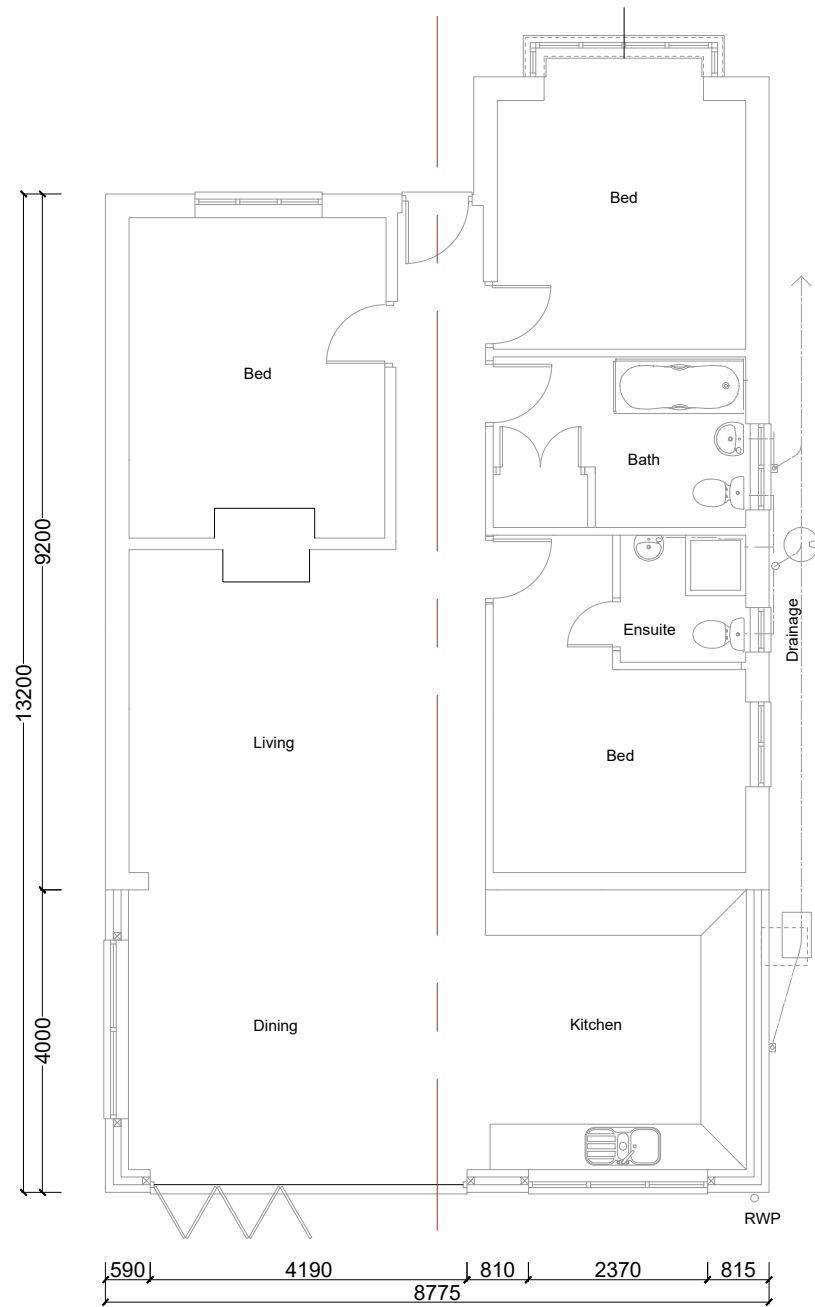 Bed
Bed
Bath
9200
13200
Ensuite
Drainage
Living
Bed
4000
Dining
Kitchen
RWP
590 4190 810 2370 815
8775